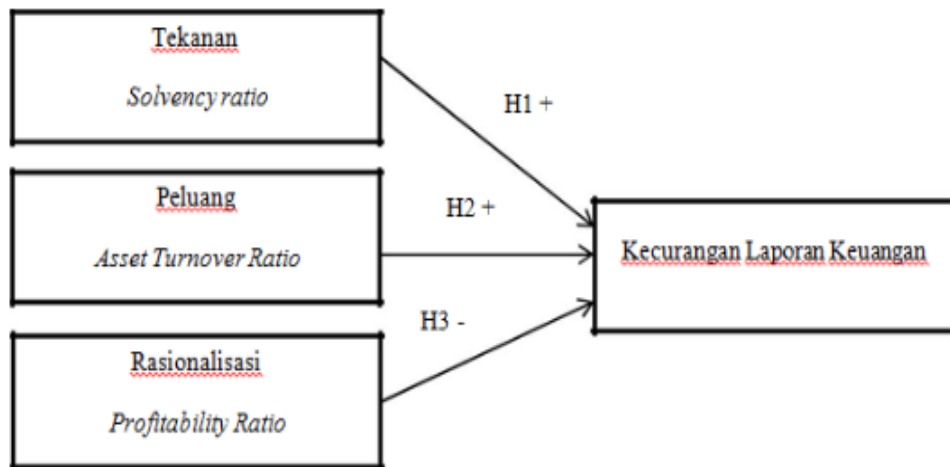 Tekanan
Solvency ratio
H1 +
Peluang
Asset Turnover Ratio
H2 +
Kecurangan Laporan Keuangan
H3 -
Rasionalisasi
Profitability Ratio